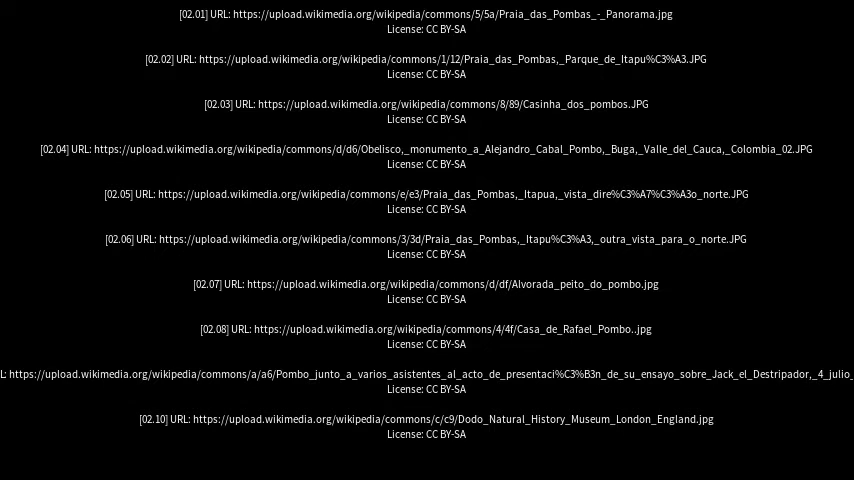 [02.01] URL: https://upload.wikimedia.org/wikipedia/commons/5/5a/Praia_das_Pombas_-_Panorama.jpg
License: CC BY-SA
[02.02] URL: https://upload.wikimedia.org/wikipedia/commons/1/12/Praia_das_Pombas,_Parque_de_Itapu%C3%A3.JPG
License: CC BY-SA
[02.03] URL: https://upload.wikimedia.org/wikipedia/commons/8/89/Casinha_dos_pombos.JPG
License: CC BY-SA
[02.04] URL: https://upload.wikimedia.org/wikipedia/commons/d/d6/Obelisco,_monumento_a_Alejandro_Cabal_Pombo,_Buga,_Valle_del_Cauca,_Colombia_02.JPG
License: CC BY-SA
[02.05] URL: https://upload.wikimedia.org/wikipedia/commons/e/e3/Praia_das_Pombas,_Itapua,_vista_dire%C3%A7%C3%A3o_norte.JPG
License: CC BY-SA
[02.06] URL: https://upload.wikimedia.org/wikipedia/commons/3/3d/Praia_das_Pombas,_Itapu%C3%A3,_outra_vista_para_o_norte.JPG
License: CC BY-SA
[02.07] URL: https://upload.wikimedia.org/wikipedia/commons/d/df/Alvorada_peito_do_pombo.jpg
License: CC BY-SA
[02.08] URL: https://upload.wikimedia.org/wikipedia/commons/4/4f/Casa_de_Rafael_Pombo..jpg
License: CC BY-SA
L: https://upload.wikimedia.org/wikipedia/commons/a/a6/Pombo_junto_a_varios_asistentes_al_acto_de_presentaci%C3%B3n_de_su_ensayo_sobre_Jack_el_Destripador,_4_julio_
License: CC BY-SA
[02.10] URL: https://upload.wikimedia.org/wikipedia/commons/c/c9/Dodo_Natural_History_Museum_London_England.jpg
License: CC BY-SA